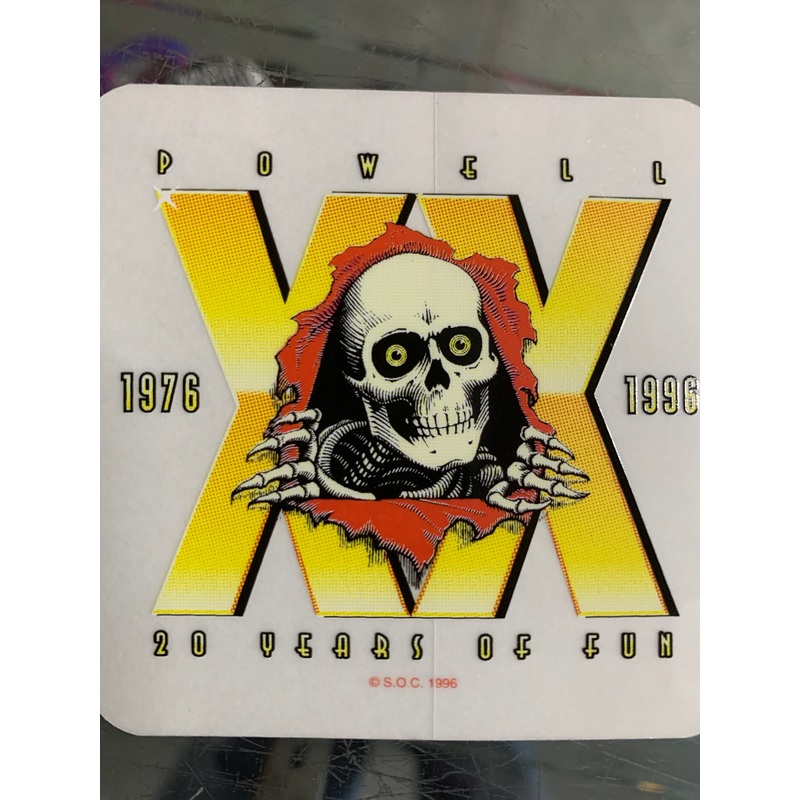 POWELL
XX
1976
1996
20 YEARS OF FUN
© S.O.C. 1996